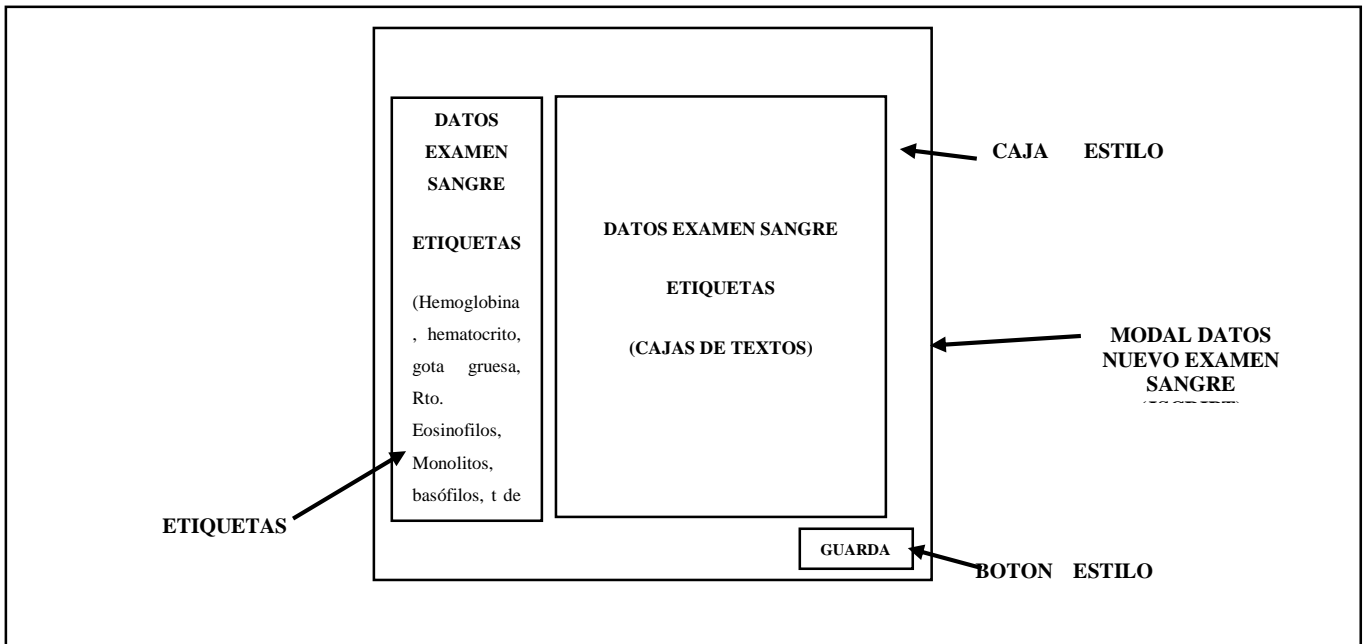 DATOS
EXAMEN
SANGRE
ETIQUETAS
(Hemoglobina
, hematocrito,
gota gruesa,
Rto.
Eosinofilos,
Monolitos,
basófilos, t de
DATOS EXAMEN SANGRE
ETIQUETAS
(CAJAS DE TEXTOS)
GUARDA
CAJA ESTILO
MODAL DATOS
NUEVO EXAMEN
SANGRE
ETIQUETAS
BOTON ESTILO